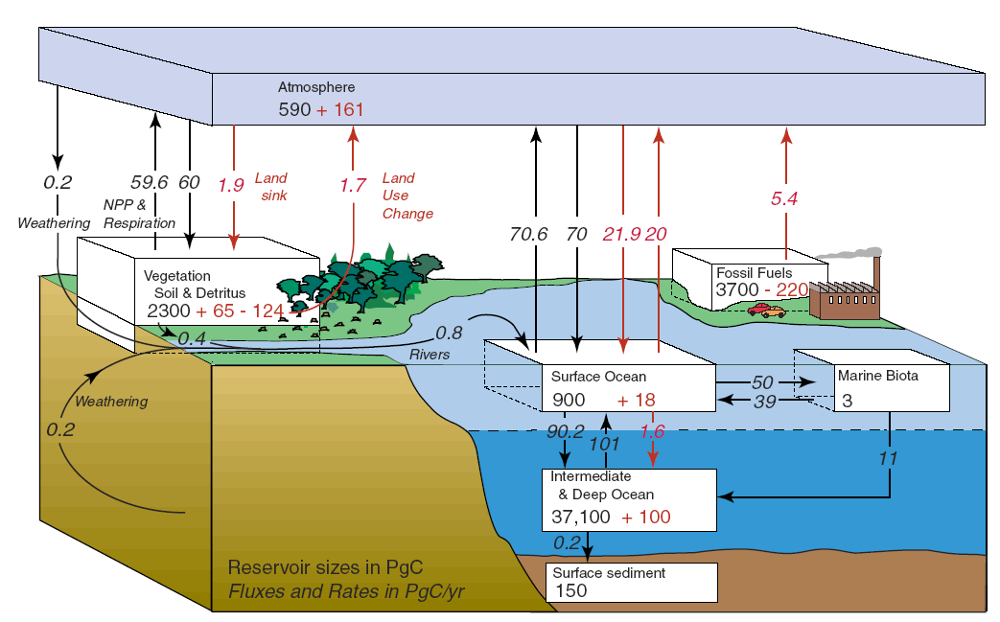 Atmosphere
590 + 161
0.2
Weathering
59.6
60
NPP &
Respiration
1.9
Land
sink
1.7
Land
Use
Change
70.6
70
21.9
20
5.4
Vegetation
Soil & Detritus
2300 + 65 - 124
Fossil Fuels
3700 - 220
0.4
0.8
Rivers
Surface Ocean
900 + 18
50
39
Marine Biota
3
Weathering
0.2
90.2
101
1.6
11
Intermediate
& Deep Ocean
37,100 + 100
0.2
Surface sediment
150
Reservoir sizes in PgC
Fluxes and Rates in PgC/yr